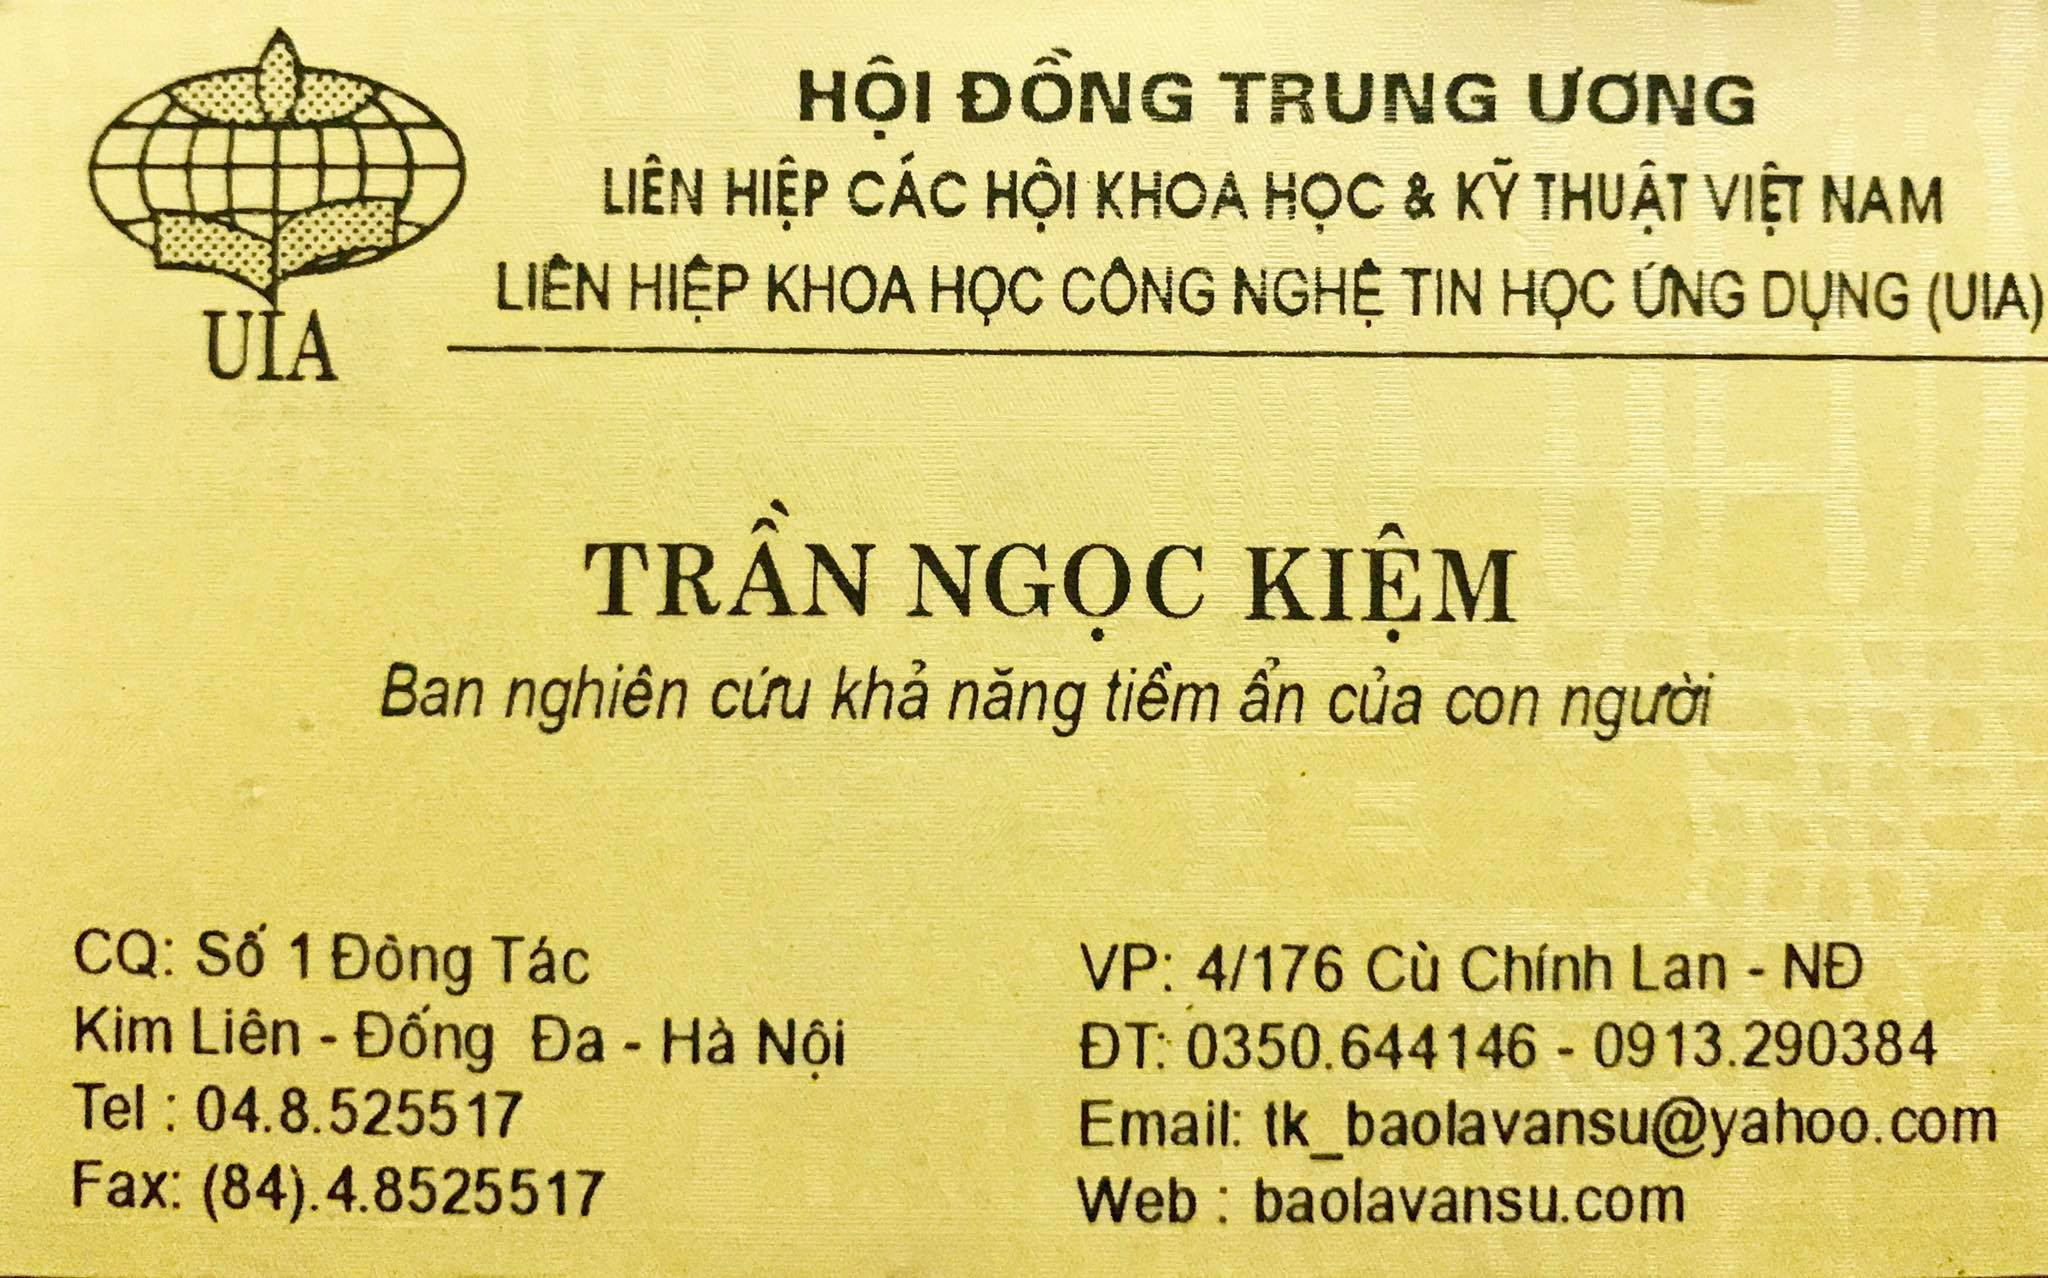 HỘI ĐỒNG TRUNG ƯƠNG
LIÊN HIỆP CÁC HỘI KHOA HỌC & KỸ THUẬT VIỆT NAM
LIÊN HIỆP KHOA HỌC CÔNG NGHỆ TIN HỌC ỨNG DỤNG (UIA)
UIA
TRẦN NGỌC KIỆM
Ban nghiên cứu khả năng tiềm ẩn của con người
CQ: Số 1 Đông Tác
Kim Liên - Đống Đa - Hà Nội
Tel : 04.8.525517
Fax: (84).4.8525517
VP: 4/176 Cù Chính Lan - NĐ
ĐT: 0350.644146 - 0913.290384
Email: tk_baolavansu@yahoo.com
Web : baolavansu.com